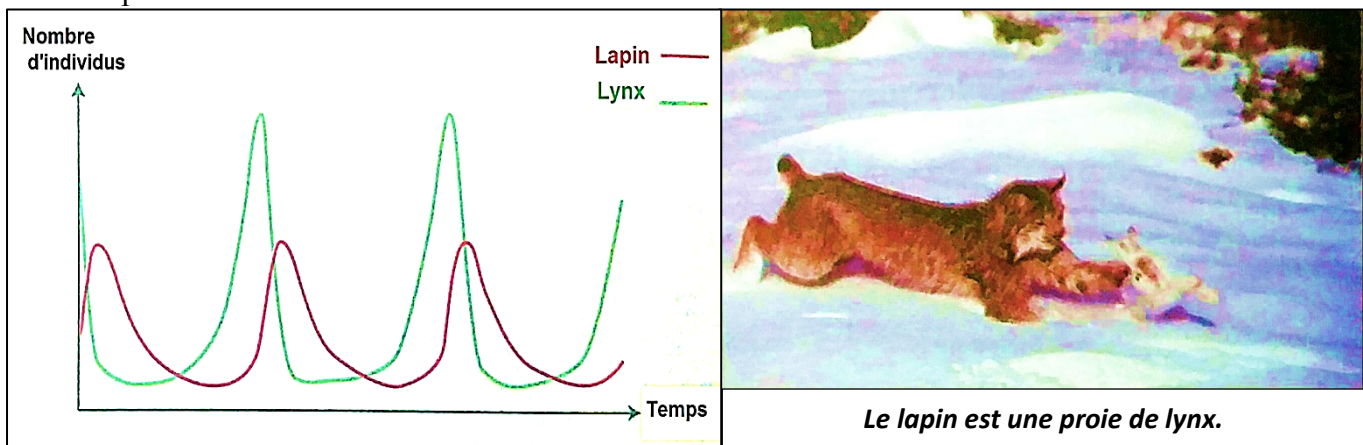 Nombre
d'individus
Lapin
Lynx
Temps
Le lapin est une proie de lynx.